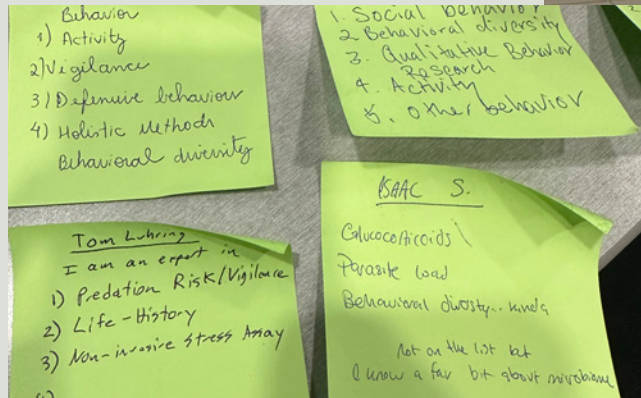 Behavior
1) Activity
2) Vigilance
3) Defensive behaviour
4) Holistic Methods
Behavioral diversity
1. Social behavior
2. Behavioral diversity
3. Qualitative Behavior
Research
4. Activity
5. Other behavior
Tom Luhring
I am an expert in
1) Predation Risk/Vigilance
2) Life-History
3) Non-invasive Stress Assay
ISAAC S.
Glucocorticoids
Parasite load
Behavioral divosty.. kinda
Not on the list but
I know a fair bit about microbiome